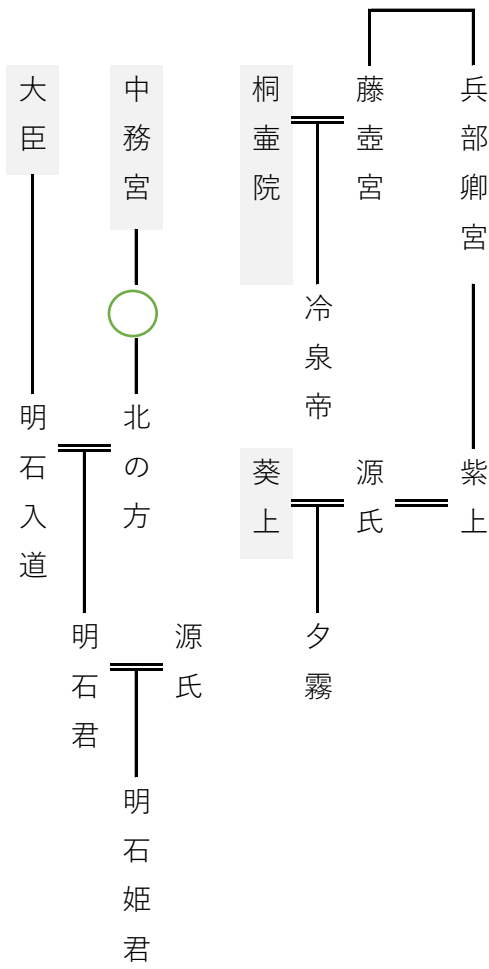 兵部卿宮
藤壺宮
桐壷院
中務宮
大臣
冷泉帝
紫上
源氏
葵上
北の方
明石入道
夕霧
源氏
明石君
明石姫君